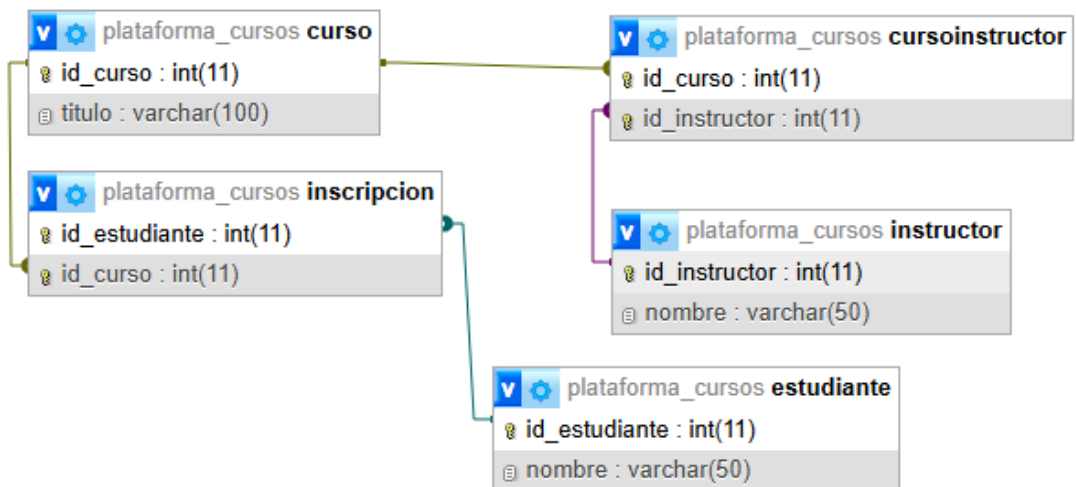 v plataforma_cursos curso
id_curso : int(11)
titulo : varchar(100)
v plataforma_cursos cursoinstructor
id_curso : int(11)
id_instructor : int(11)
v plataforma_cursos inscripcion
id_estudiante : int(11)
id_curso : int(11)
v plataforma_cursos instructor
id_instructor : int(11)
nombre : varchar(50)
v plataforma_cursos estudiante
id_estudiante : int(11)
nombre : varchar(50)